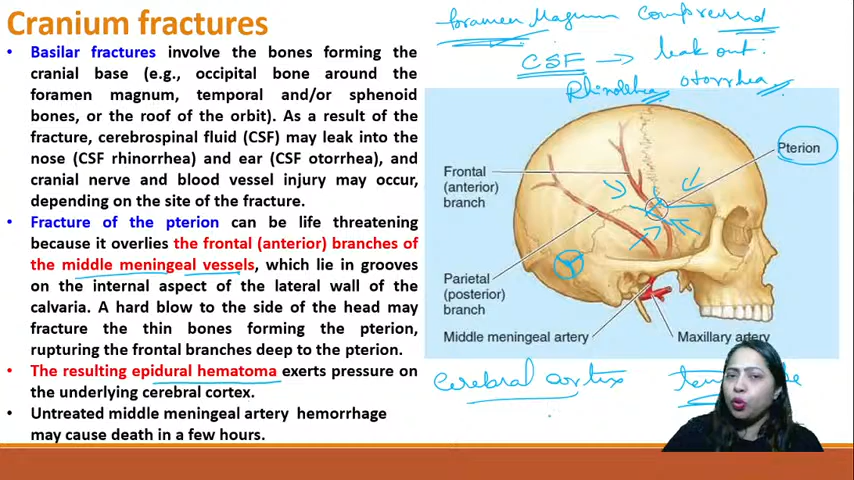 Cranium fractures
• Basilar fractures involve the bones forming the
cranial base (e.g., occipital bone around the
foramen magnum, temporal and/or sphenoid
bones, or the roof of the orbit). As a result of the
fracture, cerebrospinal fluid (CSF) may leak into the
nose (CSF rhinorrhea) and ear (CSF otorrhea), and
cranial nerve and blood vessel injury may occur,
depending on the site of the fracture.
• Fracture of the pterion can be life threatening
because it overlies the frontal (anterior) branches of
the middle meningeal vessels, which lie in grooves
on the internal aspect of the lateral wall of the
calvaria. A hard blow to the side of the head may
fracture the thin bones forming the pterion,
rupturing the frontal branches deep to the pterion.
• The resulting epidural hematoma exerts pressure on
the underlying cerebral cortex.
• Untreated middle meningeal artery hemorrhage
may cause death in a few hours.
foramen Magnum compressed
CSF → leak out:
Rhinorrhea otorrhea
Pterion
Frontal
(anterior)
branch
Parietal
(posterior)
branch
Middle meningeal artery
Maxillary artery
Cerebral cortex